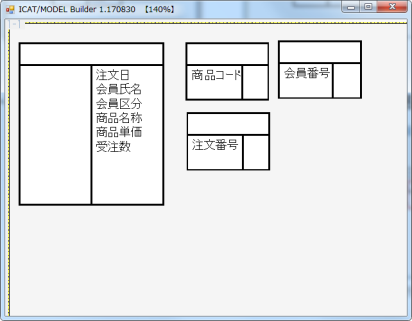 ICAT/MODEL Builder 1.170830 【140%】
注文日
会員氏名
会員区分
商品名称
商品単価
受注数
商品コード
会員番号
注文番号